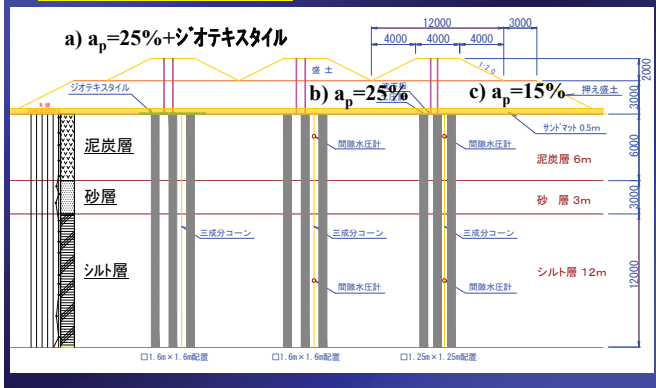 a) ap=25%+ジオテキスタイル
12000
3000
4000
4000
4000
盛 土
1:2.0
2000
ジオテキスタイル
b) ap=25%
c) ap=15%
押え盛土
3000
サンドマット 0.5m
泥炭層
間隙水圧計
間隙水圧計
泥炭層 6m
6000
砂層
砂 層 3m
3000
三成分コーン
三成分コーン
三成分コーン
シルト層
シルト層 12m
12000
間隙水圧計
間隙水圧計
□1.6m×1.6m配置
□1.6m×1.6m配置
□1.25m×1.25m配置